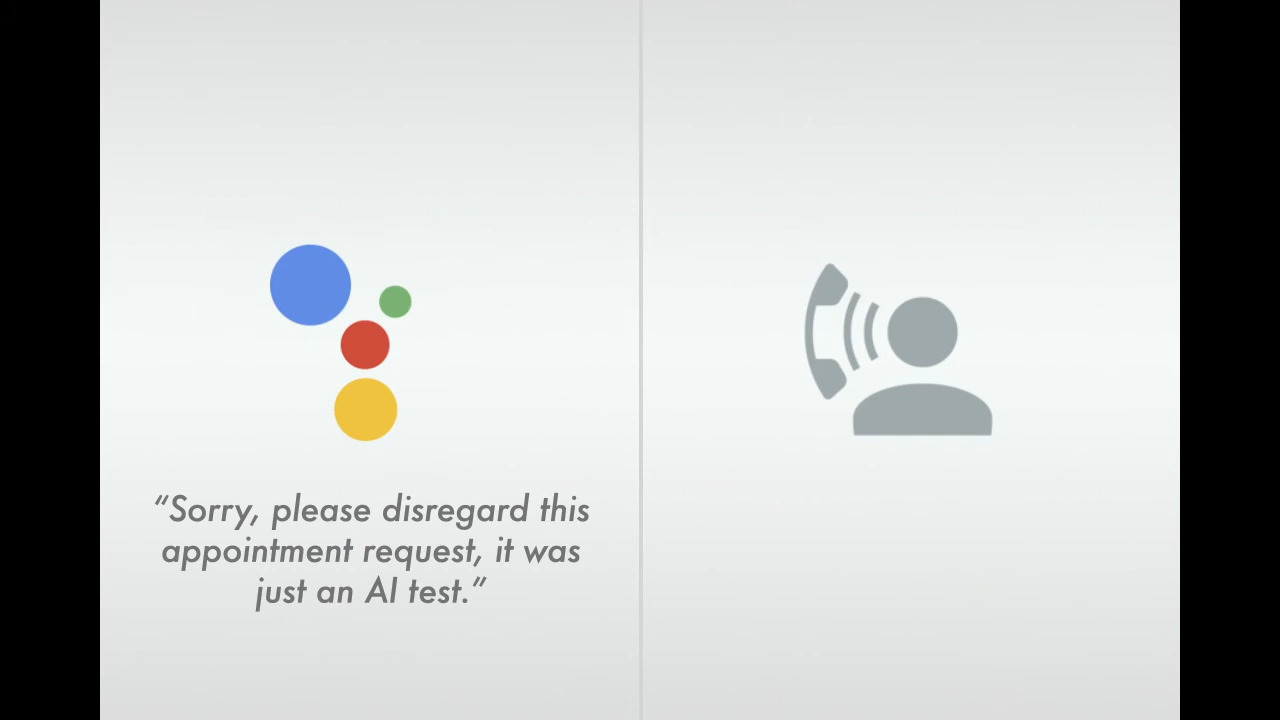 “Sorry, please disregard this
appointment request, it was
just an AI test.”